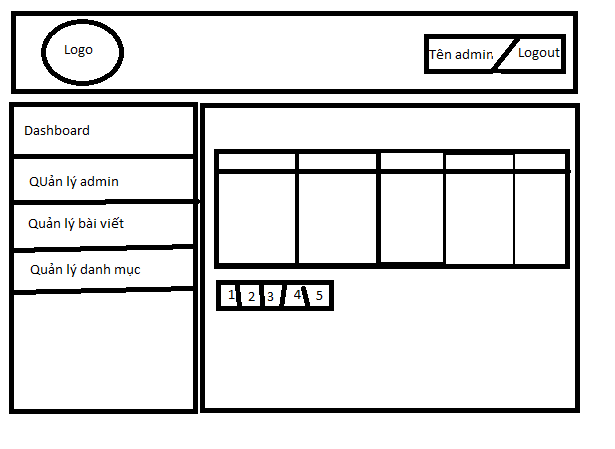 Logo
Tên admin
Logout
Dashboard
QUản lý admin
Quản lý bài viết
Quản lý danh mục
1 2 3 4 5